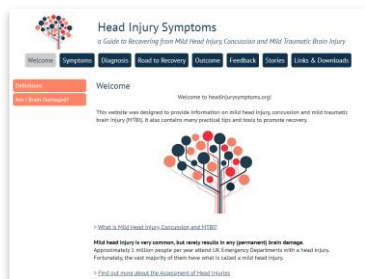 Head Injury Symptoms
a Guide to Recovering from Mild Head Injury, Concussion and Mild Traumatic Brain Injury
Welcome Symptoms Diagnosis Road to Recovery Outcome Feedback Stories Links & Downloads
Definitions
Am I Brain Damaged?
Welcome
Welcome to headinjurysymptoms.org!
This website was designed to provide information on mild head injury, concussion and mild traumatic
brain injury (MTBI). It also contains many practical tips and tools to promote recovery.
> What is Mild Head Injury Concussion and MTBI?
Mild head injury is very common, but rarely results in any (permanent) brain damage.
Approximately 1 million people per year attend UK Emergency Departments with a head injury.
Fortunately, the vast majority of them have what is called a mild head injury.
> Find out more about the Assessment of Head Injuries